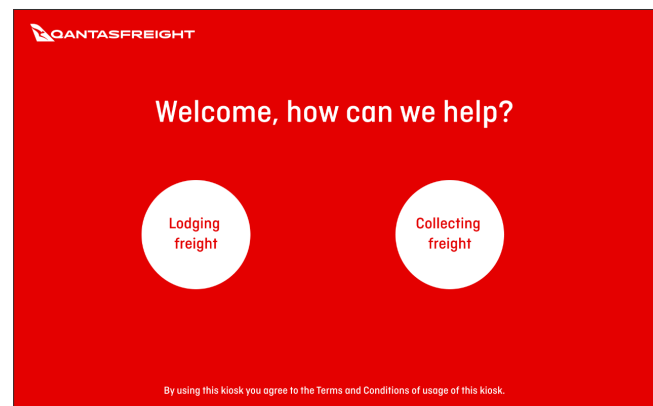 QANTASFREIGHT
Welcome, how can we help?
Lodging
freight
Collecting
freight
By using this kiosk you agree to the Terms and Conditions of usage of this kiosk.